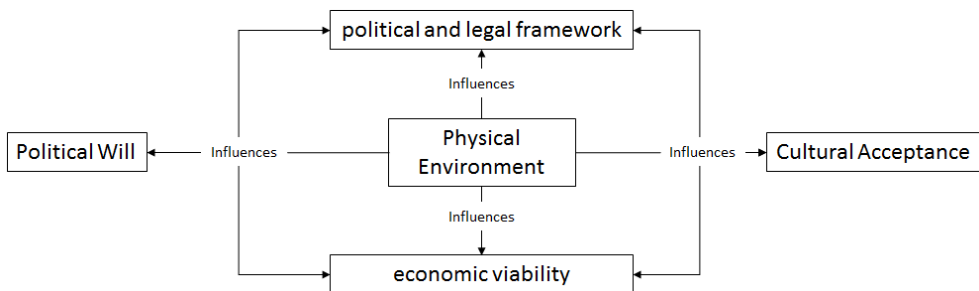 political and legal framework
Influences
Political Will
Influences
Physical
Environment
Influences
Cultural Acceptance
Influences
economic viability